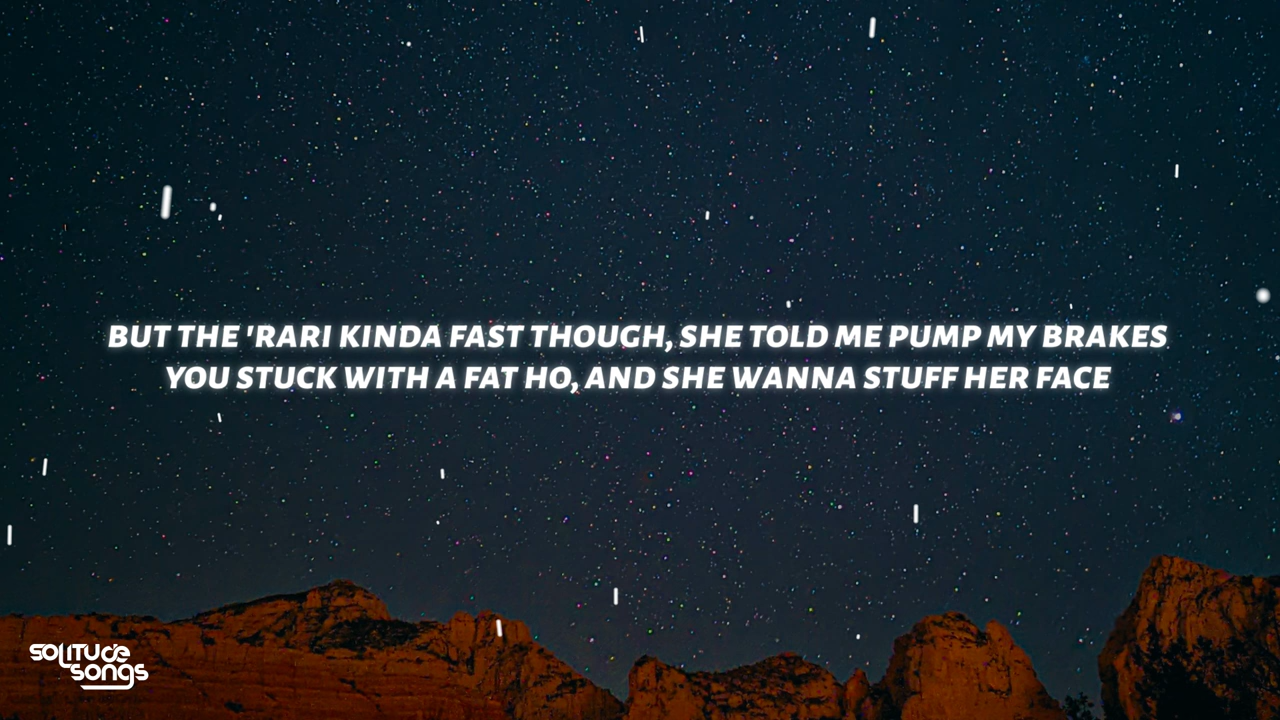 BUT THE 'RARI KINDA FAST THOUGH, SHE TOLD ME PUMP MY BRAKES
YOU STUCK WITH A FAT HO, AND SHE WANNA STUFF HER FACE
SOLITUDE
SONGS